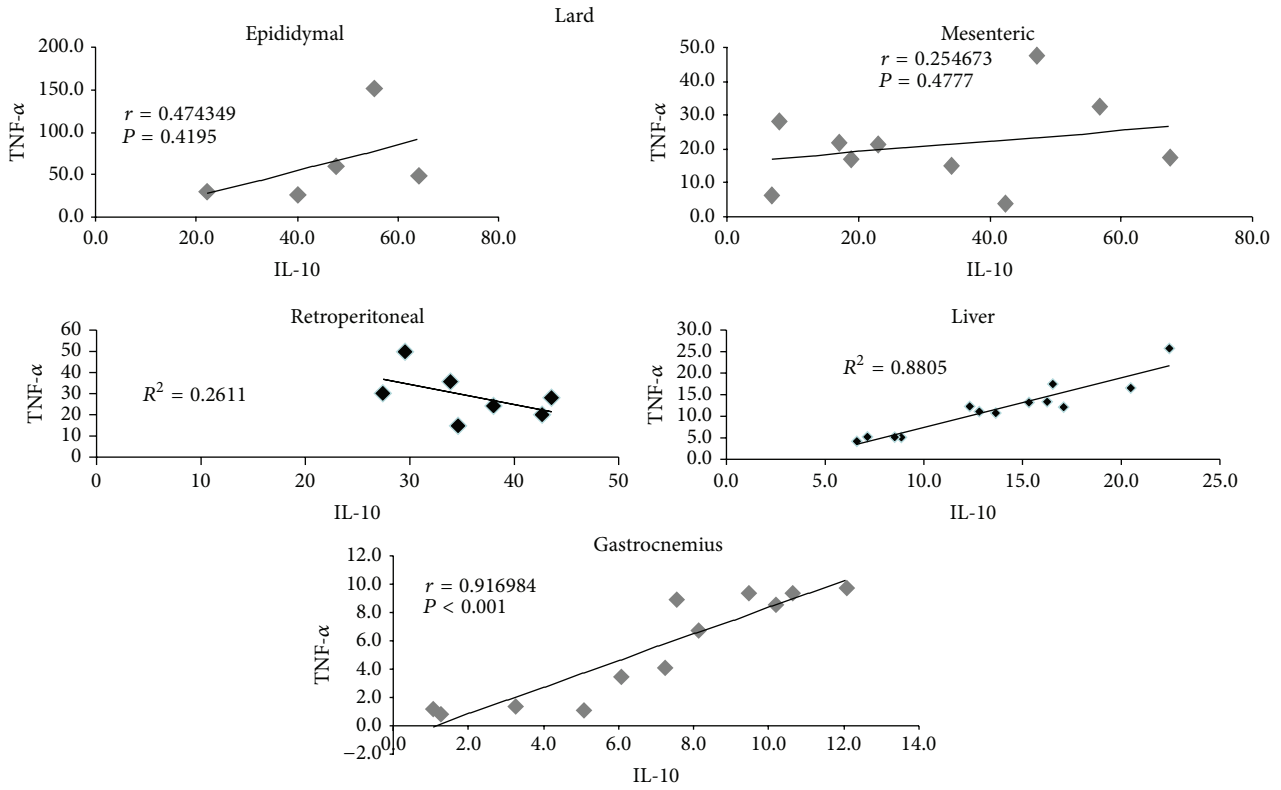 Lard
Epididymal
200.0
150.0
100.0
50.0
0.0
TNF-α
r = 0.474349
P = 0.4195
0.0 20.0 40.0 60.0 80.0
IL-10
Mesenteric
50.0
40.0
30.0
20.0
10.0
0.0
TNF-α
r = 0.254673
P = 0.4777
0.0 20.0 40.0 60.0 80.0
IL-10
Retroperitoneal
60
50
40
30
20
10
0
TNF-α
R² = 0.2611
0 10 20 30 40 50
IL-10
Liver
30.0
25.0
20.0
15.0
10.0
5.0
0.0
TNF-α
R² = 0.8805
0.0 5.0 10.0 15.0 20.0 25.0
IL-10
Gastrocnemius
12.0
10.0
8.0
6.0
4.0
2.0
0.0
−2.0
TNF-α
r = 0.916984
P < 0.001
0.0 2.0 4.0 6.0 8.0 10.0 12.0 14.0
IL-10